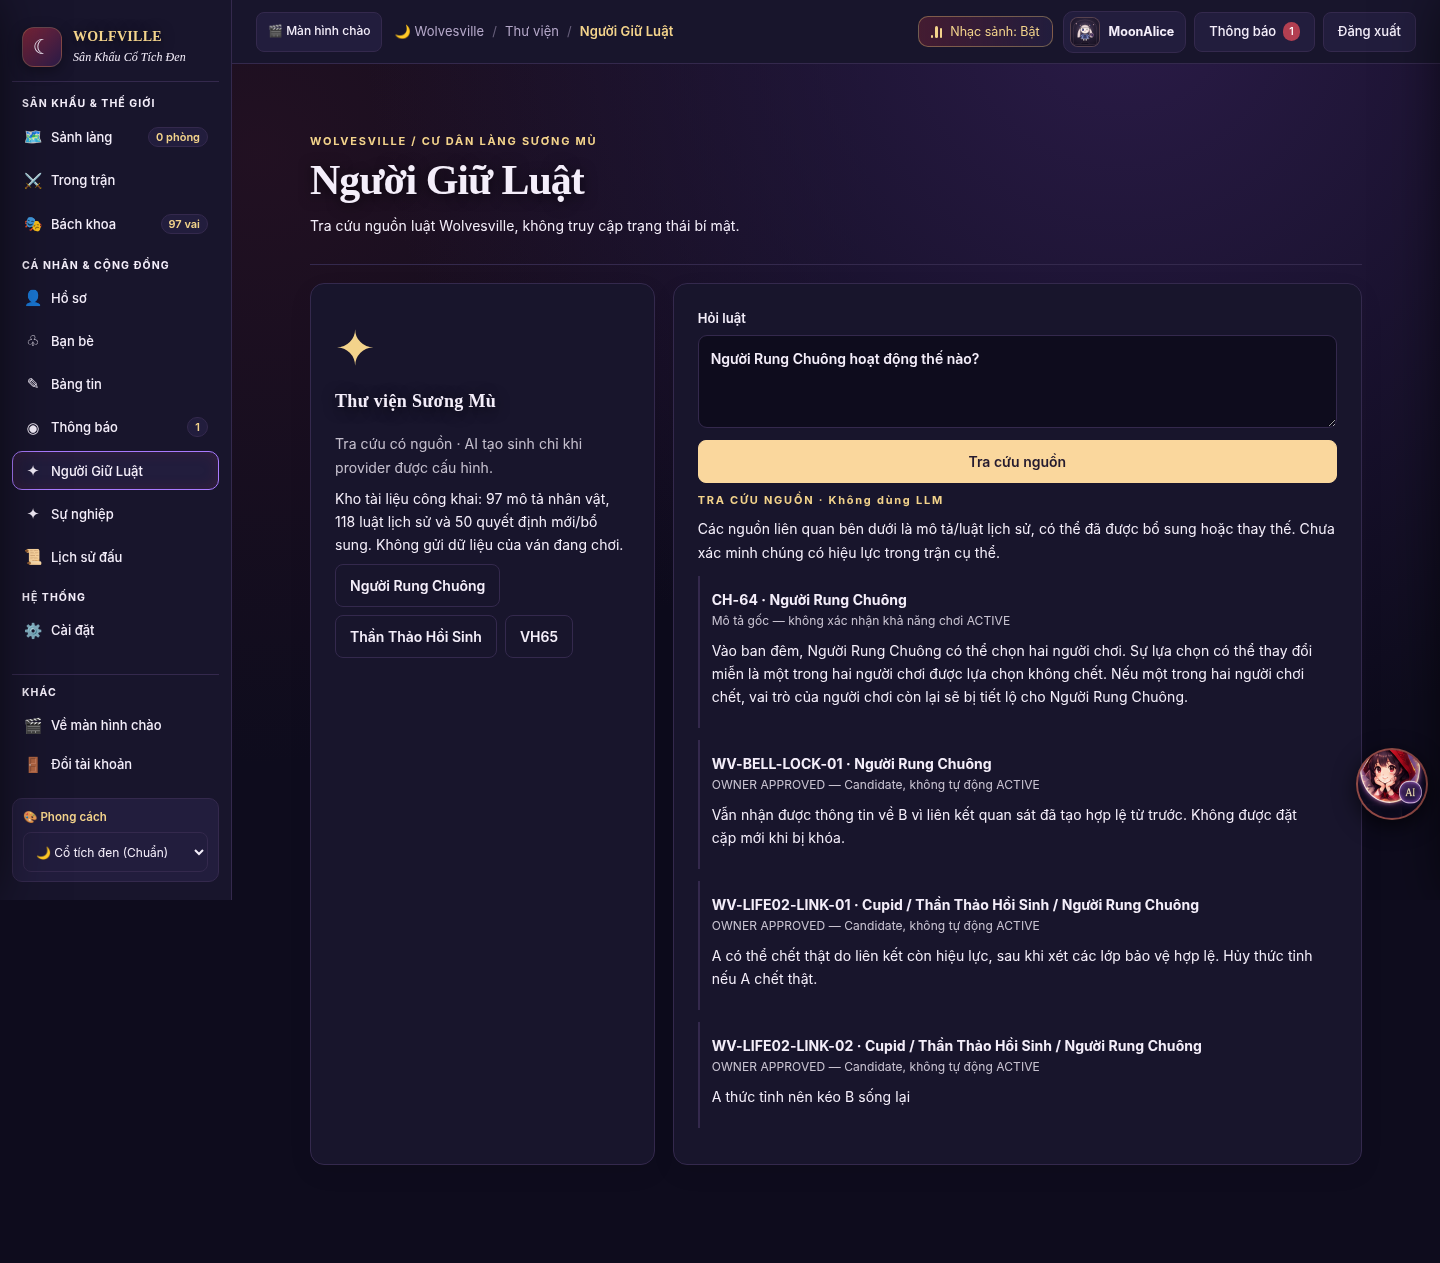 WOLFVILLE
Sân Khấu Cổ Tích Đen
SÂN KHẤU & THẾ GIỚI
Sảnh làng 0 phòng
Trong trận
Bách khoa 97 vai
CÁ NHÂN & CỘNG ĐỒNG
Hồ sơ
Bạn bè
Bảng tin
Thông báo 1
Người Giữ Luật
Sự nghiệp
Lịch sử đấu
HỆ THỐNG
Cài đặt
KHÁC
Về màn hình chào
Đổi tài khoản
Phong cách
Cổ tích đen (Chuẩn)
Màn hình chào Wolvesville / Thư viện / Người Giữ Luật Nhạc sảnh: Bật MoonAlice Thông báo 1 Đăng xuất
WOLVESVILLE / CƯ DÂN LÀNG SƯƠNG MÙ
Người Giữ Luật
Tra cứu nguồn luật Wolvesville, không truy cập trạng thái bí mật.
Thư viện Sương Mù
Tra cứu có nguồn · AI tạo sinh chỉ khi
provider được cấu hình.
Kho tài liệu công khai: 97 mô tả nhân vật,
118 luật lịch sử và 50 quyết định mới/bổ
sung. Không gửi dữ liệu của ván đang chơi.
Người Rung Chuông
Thần Thảo Hồi Sinh VH65
Hỏi luật
Người Rung Chuông hoạt động thế nào?
Tra cứu nguồn
TRA CỨU NGUỒN · Không dùng LLM
Các nguồn liên quan bên dưới là mô tả/luật lịch sử, có thể đã được bổ sung hoặc thay thế. Chưa
xác minh chúng có hiệu lực trong trận cụ thể.
CH-64 · Người Rung Chuông
Mô tả gốc — không xác nhận khả năng chơi ACTIVE
Vào ban đêm, Người Rung Chuông có thể chọn hai người chơi. Sự lựa chọn có thể thay đổi
miễn là một trong hai người chơi được lựa chọn không chết. Nếu một trong hai người chơi
chết, vai trò của người chơi còn lại sẽ bị tiết lộ cho Người Rung Chuông.
WV-BELL-LOCK-01 · Người Rung Chuông
OWNER APPROVED — Candidate, không tự động ACTIVE
Vẫn nhận được thông tin về B vì liên kết quan sát đã tạo hợp lệ từ trước. Không được đặt
cặp mới khi bị khóa.
WV-LIFE02-LINK-01 · Cupid / Thần Thảo Hồi Sinh / Người Rung Chuông
OWNER APPROVED — Candidate, không tự động ACTIVE
A có thể chết thật do liên kết còn hiệu lực, sau khi xét các lớp bảo vệ hợp lệ. Hủy thức tỉnh
nếu A chết thật.
WV-LIFE02-LINK-02 · Cupid / Thần Thảo Hồi Sinh / Người Rung Chuông
OWNER APPROVED — Candidate, không tự động ACTIVE
A thức tỉnh nên kéo B sống lại
AI